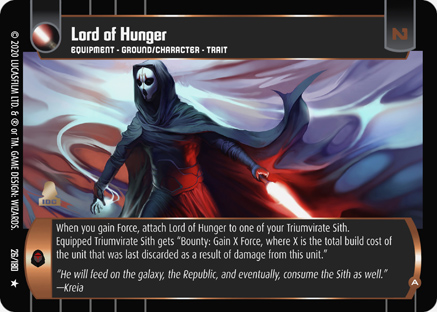 Lord of Hunger
EQUIPMENT - GROUND/CHARACTER - TRAIT
N
When you gain Force, attach Lord of Hunger to one of your Triumvirate Sith.
Equipped Triumvirate Sith gets "Bounty: Gain X Force, where X is the total build cost
of the unit that was last discarded as a result of damage from this unit."
"He will feed on the galaxy, the Republic, and eventually, consume the Sith as well."
—Kreia
A
© 2020 LUCASFILM LTD. & ® or TM. GAME DESIGN: WIZARDS.